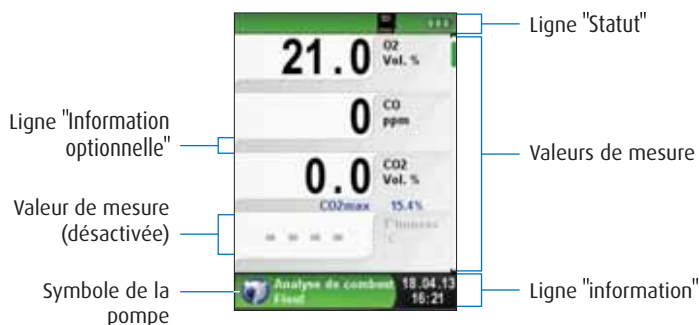 Ligne "Statut"
21.0 O2 Vol. %
Ligne "Information optionnelle"
0 CO ppm
Valeurs de mesure
0.0 CO2 Vol. %
CO2max 15.4%
Valeur de mesure (désactivée)
- - - - °C
Symbole de la pompe
Analyse de combust
18.04.13
16:21
Ligne "information"